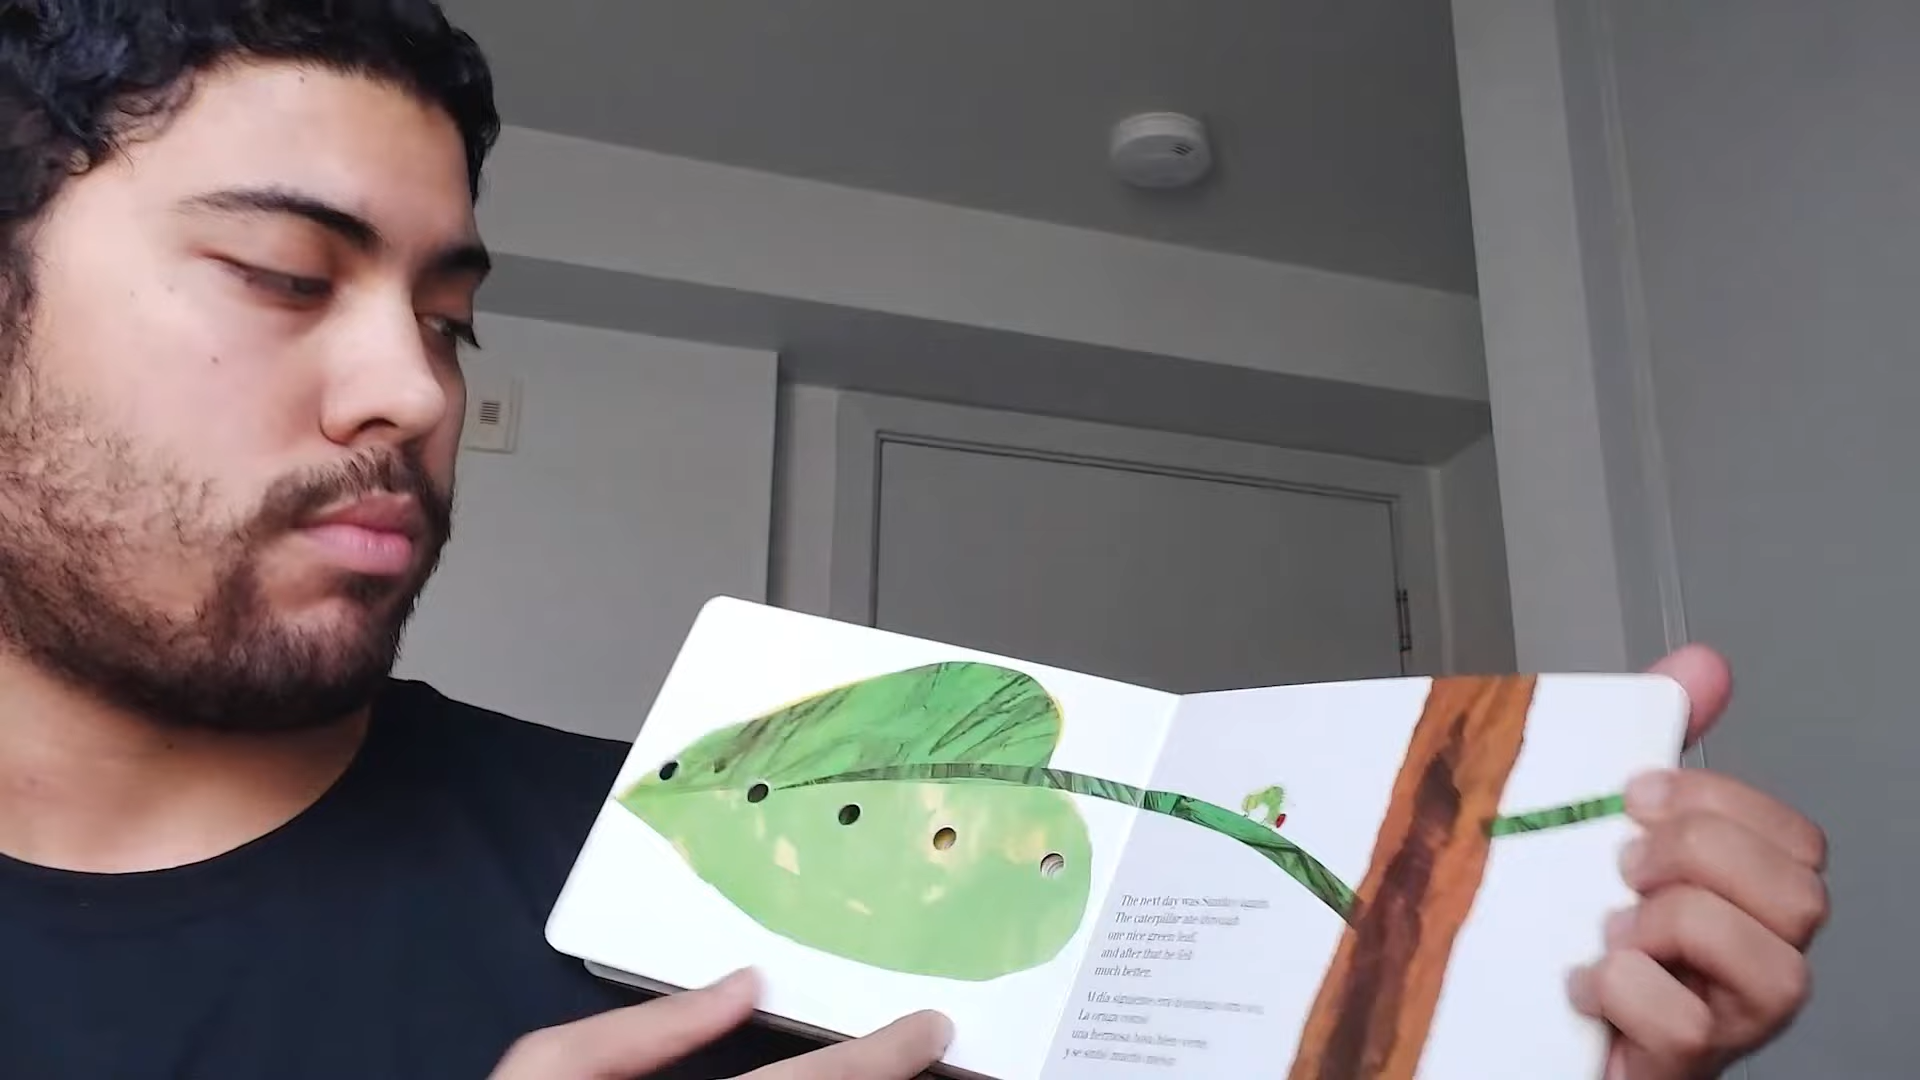 The next day was Sunday again.
The caterpillar ate through
one nice green leaf,
and after that he felt
much better.
Al día siguiente era domingo otra vez.
La oruga comió
una hermosa hoja bien verde
y se sintió mucho mejor.